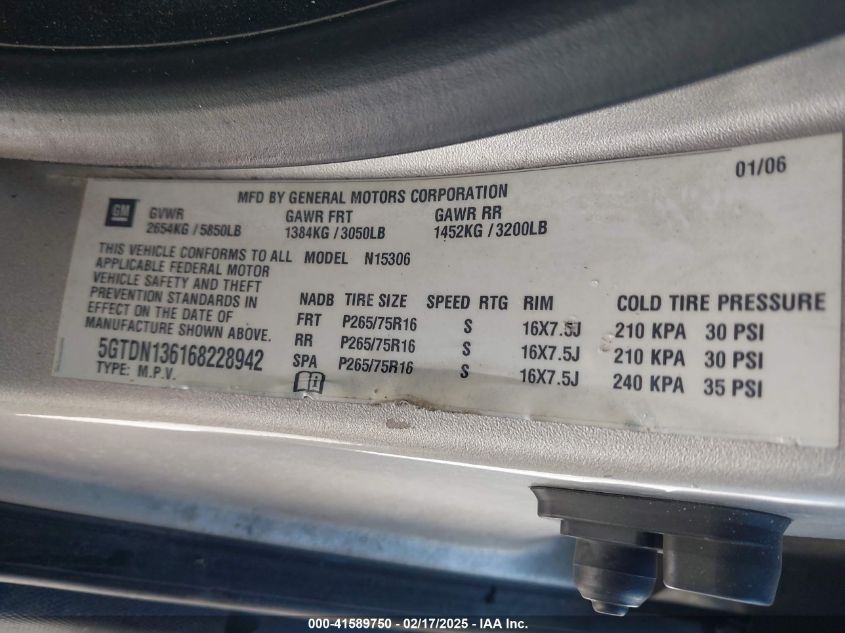 01/06
MFD BY GENERAL MOTORS CORPORATION
GM
GVWR GAWR FRT GAWR RR
2654KG / 5850LB 1384KG / 3050LB 1452KG / 3200LB
THIS VEHICLE CONFORMS TO ALL MODEL N15306
APPLICABLE FEDERAL MOTOR
VEHICLE SAFETY AND THEFT
PREVENTION STANDARDS IN
EFFECT ON THE DATE OF
MANUFACTURE SHOWN ABOVE.
5GTDN136168228942
TYPE: M.P.V.
NADB TIRE SIZE SPEED RTG RIM COLD TIRE PRESSURE
FRT P265/75R16 S 16X7.5J 210 KPA 30 PSI
RR P265/75R16 S 16X7.5J 210 KPA 30 PSI
SPA P265/75R16 S 16X7.5J 240 KPA 35 PSI
000-41589750 - 02/17/2025 - IAA Inc.